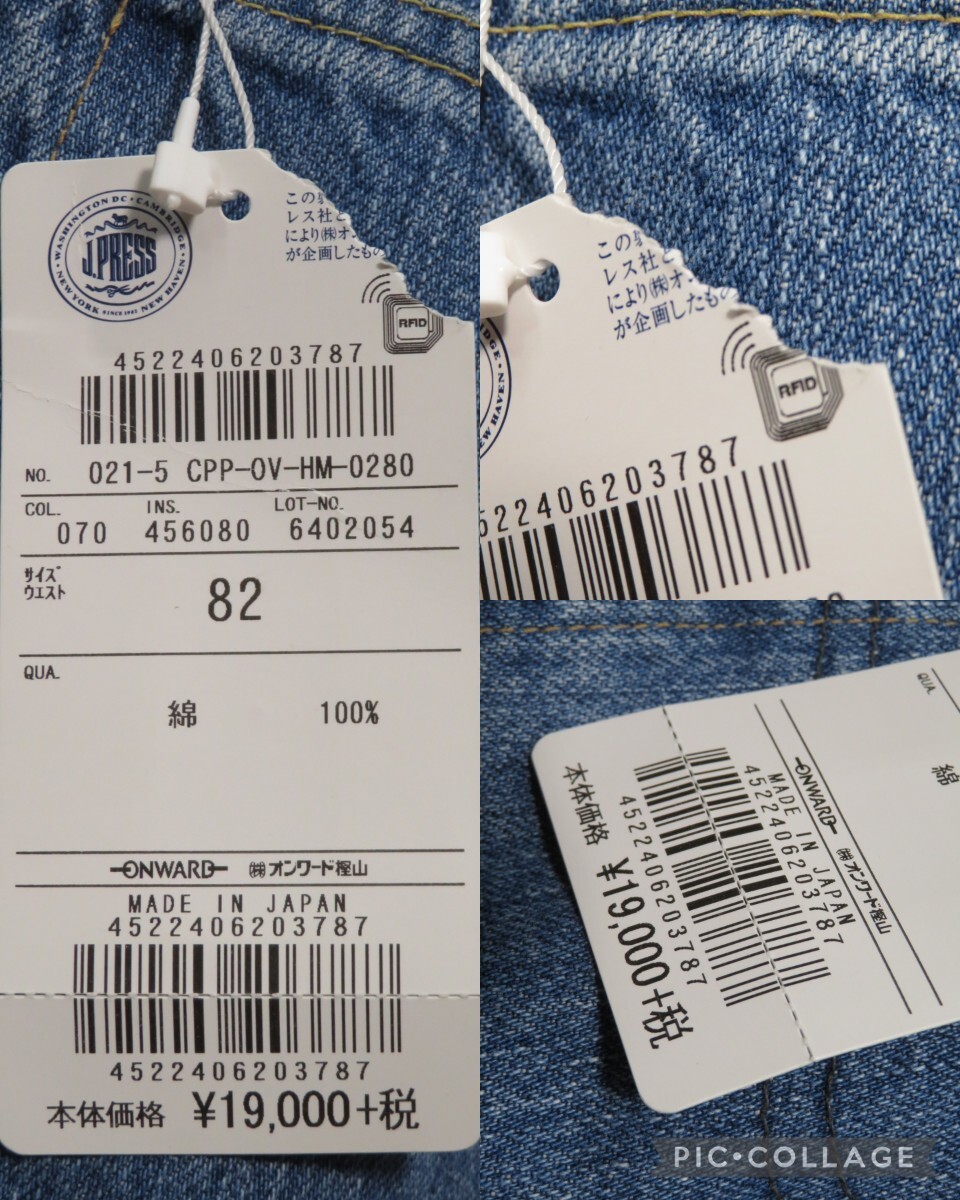 WASHINGTON DC • CAMBRIDGE • NEW HAVEN • NEW YORK •
J.PRESS
SINCE 1902
この
レス社と
により㈱オ
が企画したもの
RFID
4522406203787
NO. 021-5 CPP-OV-HM-0280
COL. INS. LOT-NO.
070 456080 6402054
サイズ
ウエスト
82
QUA.
綿 100%
ONWARD ㈱オンワード樫山
MADE IN JAPAN
4522406203787
4522406203787
本体価格 ¥19,000+税
この
レス社と
により㈱オ
が企画したもの
RFID
NEW HAVEN
522406203787
QUA.
綿
ONWARD ㈱オンワード樫山
MADE IN JAPAN
4522406203787
4522406203787
本体価格 ¥19,000+税
PIC•COLLAGE